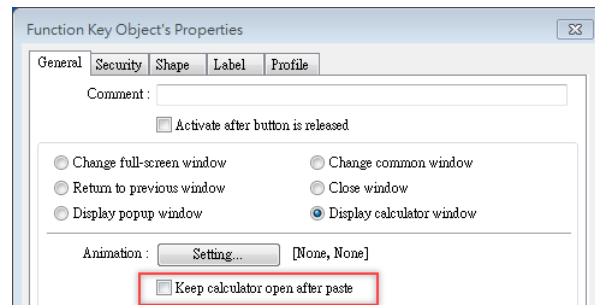 Function Key Object's Properties
General Security Shape Label Profile
Comment :
Activate after button is released
Change full-screen window Change common window
Return to previous window Close window
Display popup window Display calculator window
Animation : Setting... [None, None]
Keep calculator open after paste